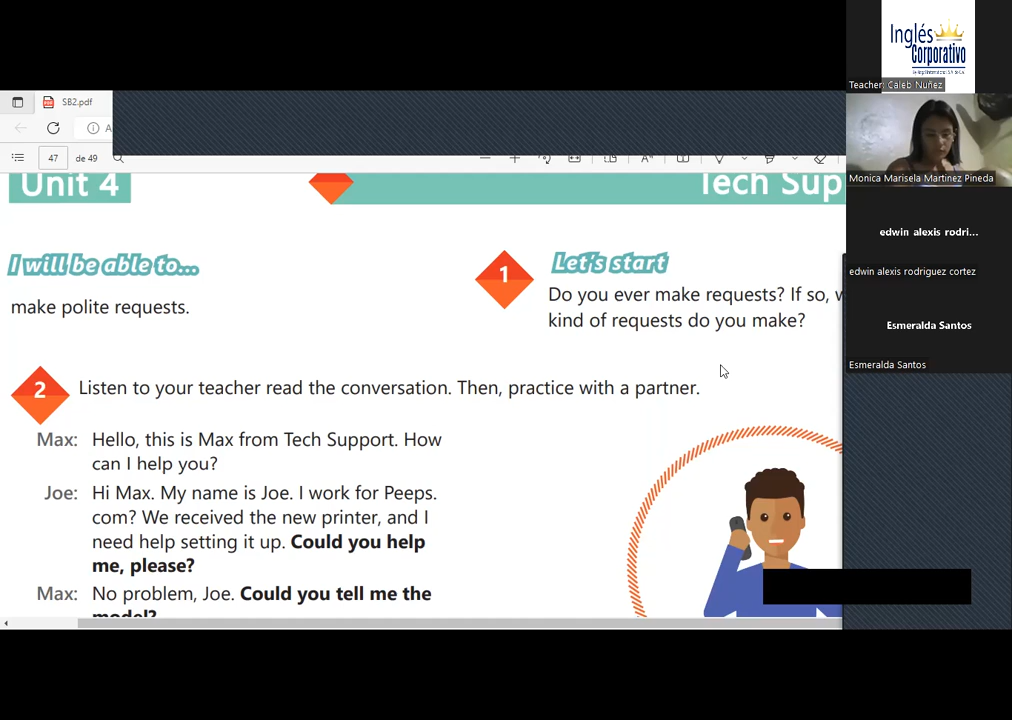 Inglés
Corporativo
Teacher: Caleb Nuñez
SB2.pdf
47
de 49
Unit 4
Tech Sup
Monica Marisela Martinez Pineda
edwin alexis rodri...
edwin alexis rodriguez cortez
Esmeralda Santos
Esmeralda Santos
I will be able to...
make polite requests.
1
Let's start
Do you ever make requests? If so, w
kind of requests do you make?
2
Listen to your teacher read the conversation. Then, practice with a partner.
Max: Hello, this is Max from Tech Support. How
can I help you?
Joe: Hi Max. My name is Joe. I work for Peeps.
com? We received the new printer, and I
need help setting it up. Could you help
me, please?
Max: No problem, Joe. Could you tell me the
model?